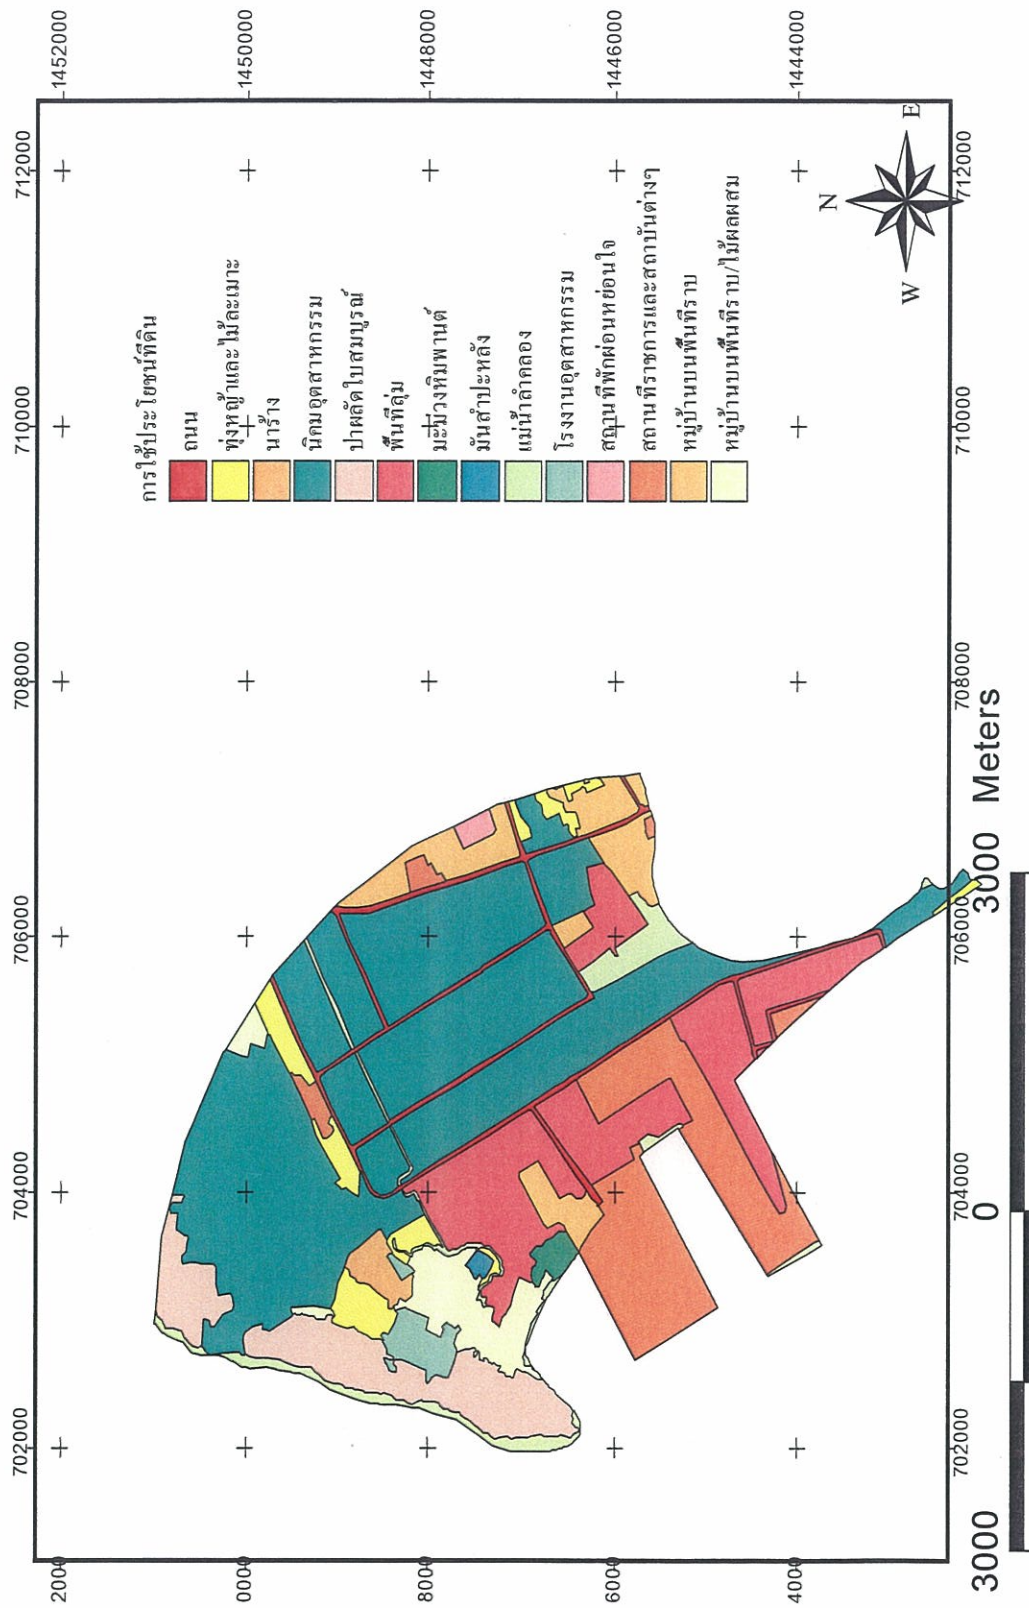 702000 704000 706000 708000 710000 712000
1452000
1450000
1448000
1446000
1444000
2000
0000
8000
6000
4000
การใช้ประโยชน์ที่ดิน
ถนน
ทุ่งหญ้าและไม้ละเมาะ
นาร้าง
นิคมอุตสาหกรรม
ป่าผลัดใบสมบูรณ์
พื้นที่ลุ่ม
มะม่วงหิมพานต์
มันสำปะหลัง
แม่น้ำลำคลอง
โรงงานอุตสาหกรรม
สถานที่พักผ่อนหย่อนใจ
สถานที่ราชการและสถาบันต่างๆ
หมู่บ้านบนพื้นที่ราบ
หมู่บ้านบนพื้นที่ราบ/ไม้ผลผสม
N
W E
702000 704000 706000 708000 710000 712000
3000 0 3000 Meters